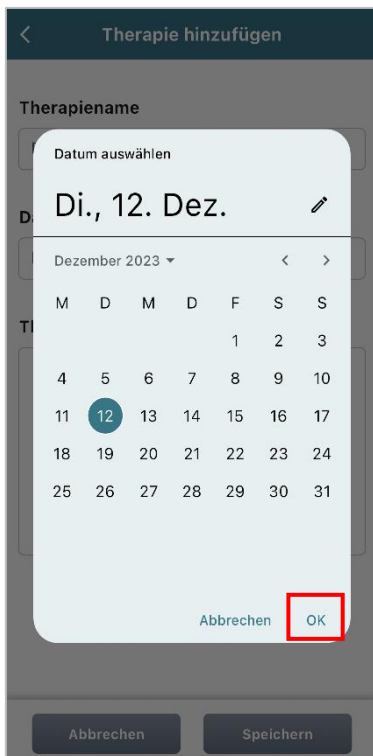 Therapie hinzufügen
Therapiename
Datum auswählen
Di., 12. Dez.
Dezember 2023
M D M D F S S
1 2 3
4 5 6 7 8 9 10
11 12 13 14 15 16 17
18 19 20 21 22 23 24
25 26 27 28 29 30 31
Abbrechen OK
Abbrechen Speichern